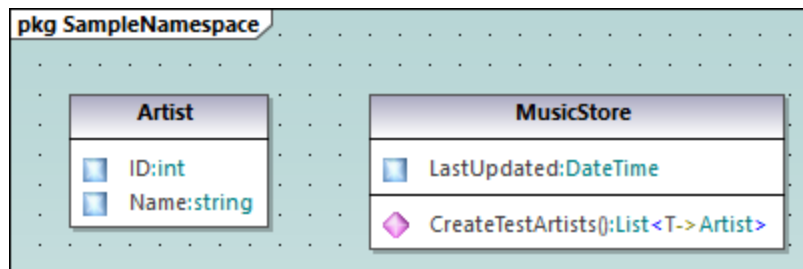 pkg SampleNamespace
Artist
ID:int
Name:string
MusicStore
LastUpdated:DateTime
CreateTestArtists():List<T->Artist>